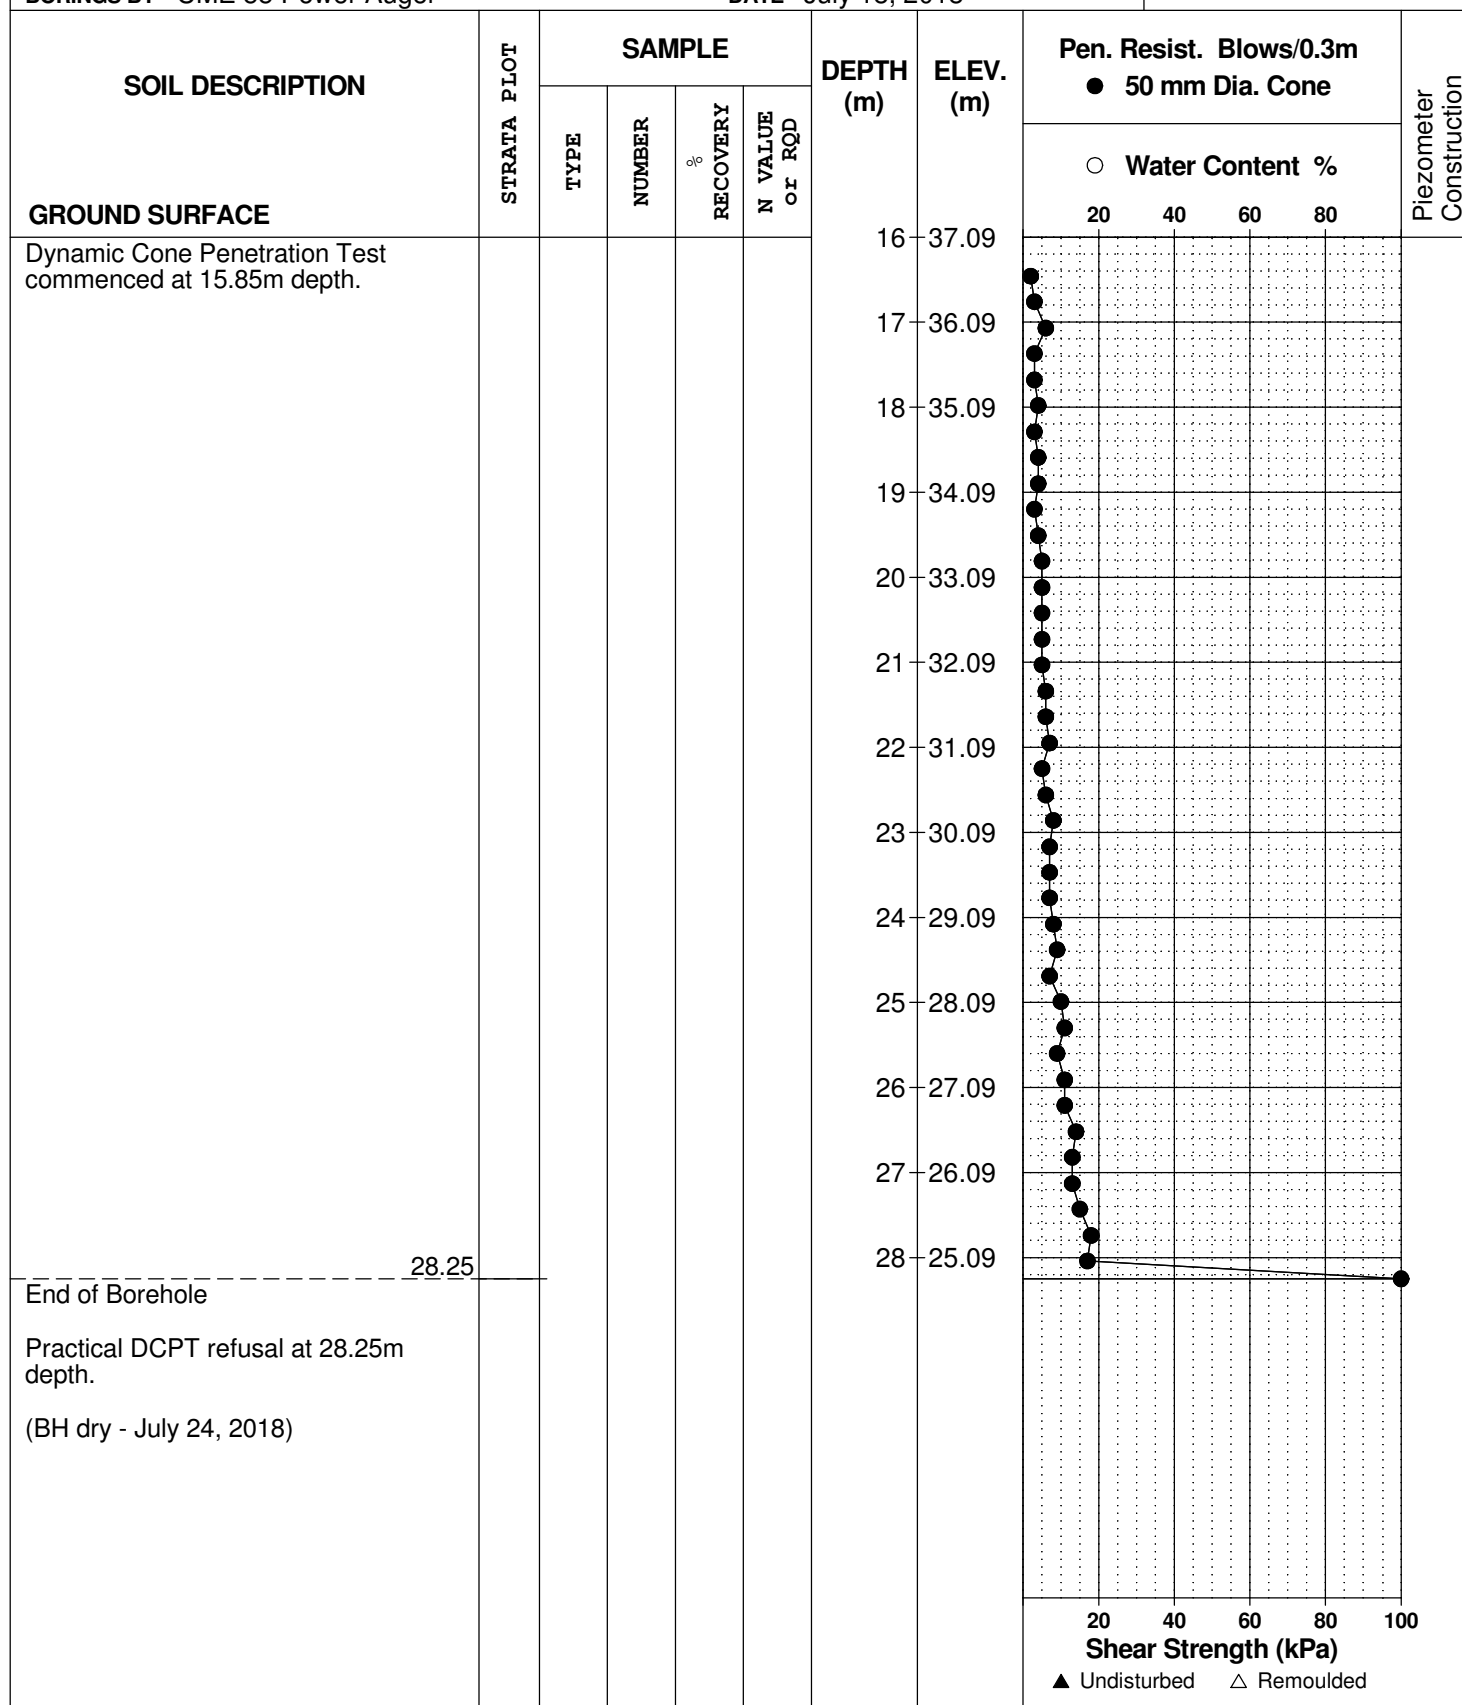 SOIL DESCRIPTION
GROUND SURFACE
STRATA PLOT
SAMPLE
TYPE
NUMBER
%
RECOVERY
N VALUE
or RQD
DEPTH
(m)
ELEV.
(m)
Pen. Resist. Blows/0.3m
● 50 mm Dia. Cone
○ Water Content %
20 40 60 80
Piezometer
Construction
Dynamic Cone Penetration Test
commenced at 15.85m depth.
16 37.09
17 36.09
18 35.09
19 34.09
20 33.09
21 32.09
22 31.09
23 30.09
24 29.09
25 28.09
26 27.09
27 26.09
28 25.09
28.25
End of Borehole
Practical DCPT refusal at 28.25m
depth.
(BH dry - July 24, 2018)
20 40 60 80 100
Shear Strength (kPa)
▲ Undisturbed △ Remoulded